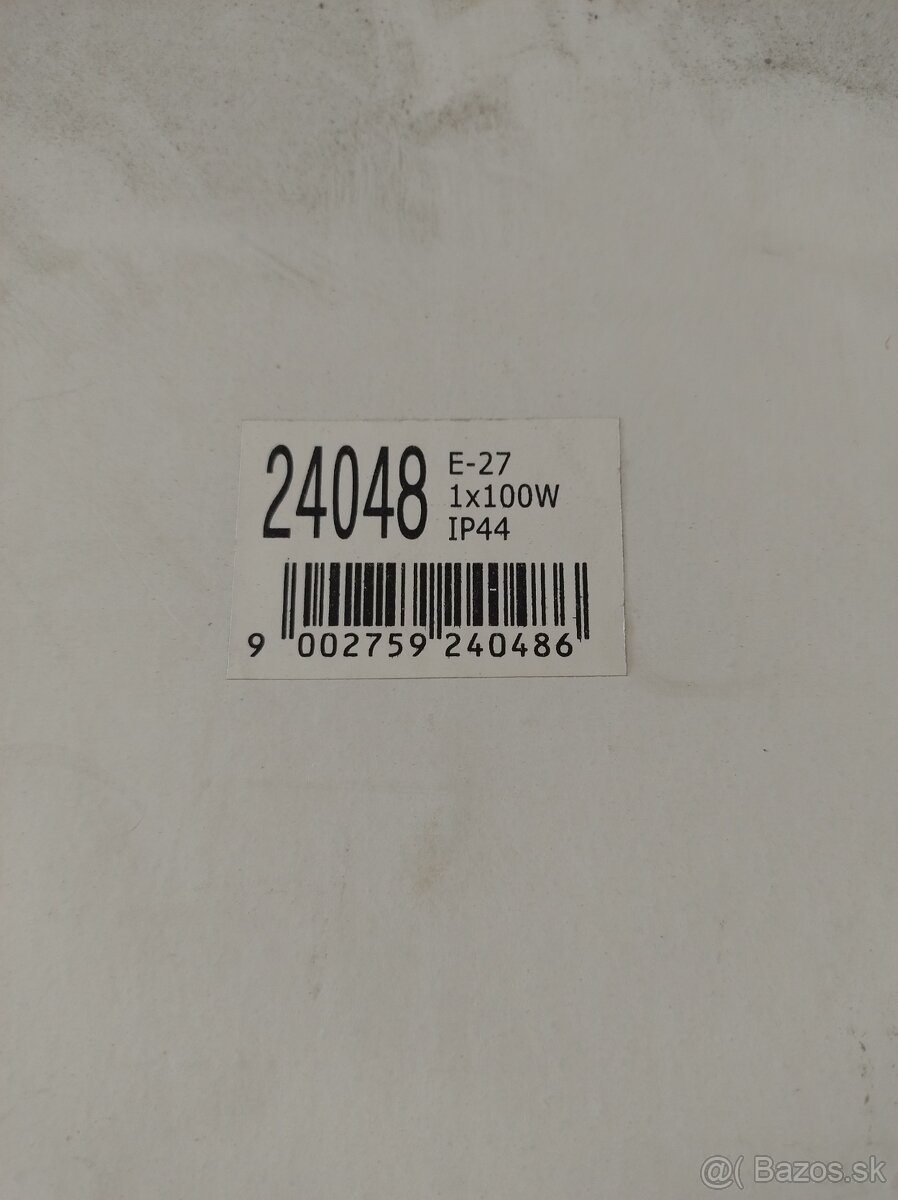 24048
E-27
1x100W
IP44
9 002759 240486
@( Bazos.sk